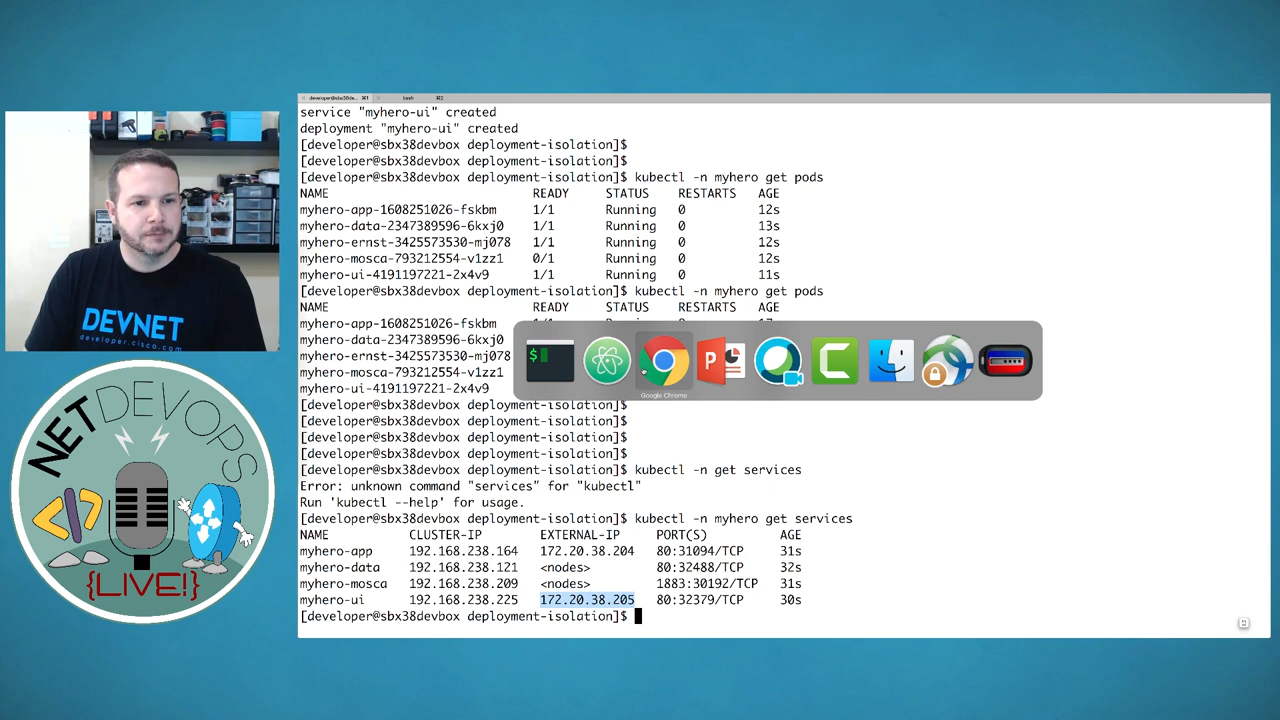 developer@sbx38de... ⌘1 bash ⌘2
service "myhero-ui" created
deployment "myhero-ui" created
[developer@sbx38devbox deployment-isolation]$
[developer@sbx38devbox deployment-isolation]$
[developer@sbx38devbox deployment-isolation]$ kubectl -n myhero get pods
NAME READY STATUS RESTARTS AGE
myhero-app-1608251026-fskbm 1/1 Running 0 12s
myhero-data-2347389596-6kxj0 1/1 Running 0 13s
myhero-ernst-3425573530-mj078 1/1 Running 0 12s
myhero-mosca-793212554-v1zz1 0/1 Running 0 12s
myhero-ui-4191197221-2x4v9 1/1 Running 0 11s
[developer@sbx38devbox deployment-isolation]$ kubectl -n myhero get pods
NAME READY STATUS RESTARTS AGE
myhero-app-1608251026-fskbm
myhero-data-2347389596-6kxj0
myhero-ernst-3425573530-mj078
myhero-mosca-793212554-v1zz1
myhero-ui-4191197221-2x4v9
[developer@sbx38devbox deployment-isolation]$
[developer@sbx38devbox deployment-isolation]$
[developer@sbx38devbox deployment-isolation]$
[developer@sbx38devbox deployment-isolation]$
[developer@sbx38devbox deployment-isolation]$ kubectl -n get services
Error: unknown command "services" for "kubectl"
Run 'kubectl --help' for usage.
[developer@sbx38devbox deployment-isolation]$ kubectl -n myhero get services
NAME CLUSTER-IP EXTERNAL-IP PORT(S) AGE
myhero-app 192.168.238.164 172.20.38.204 80:31094/TCP 31s
myhero-data 192.168.238.121 <nodes> 80:32488/TCP 32s
myhero-mosca 192.168.238.209 <nodes> 1883:30192/TCP 31s
myhero-ui 192.168.238.225 172.20.38.205 80:32379/TCP 30s
[developer@sbx38devbox deployment-isolation]$
$
P
C
Google Chrome
DEVNET
developer.cisco.com
NETDEVOPS
</>
{LIVE!}